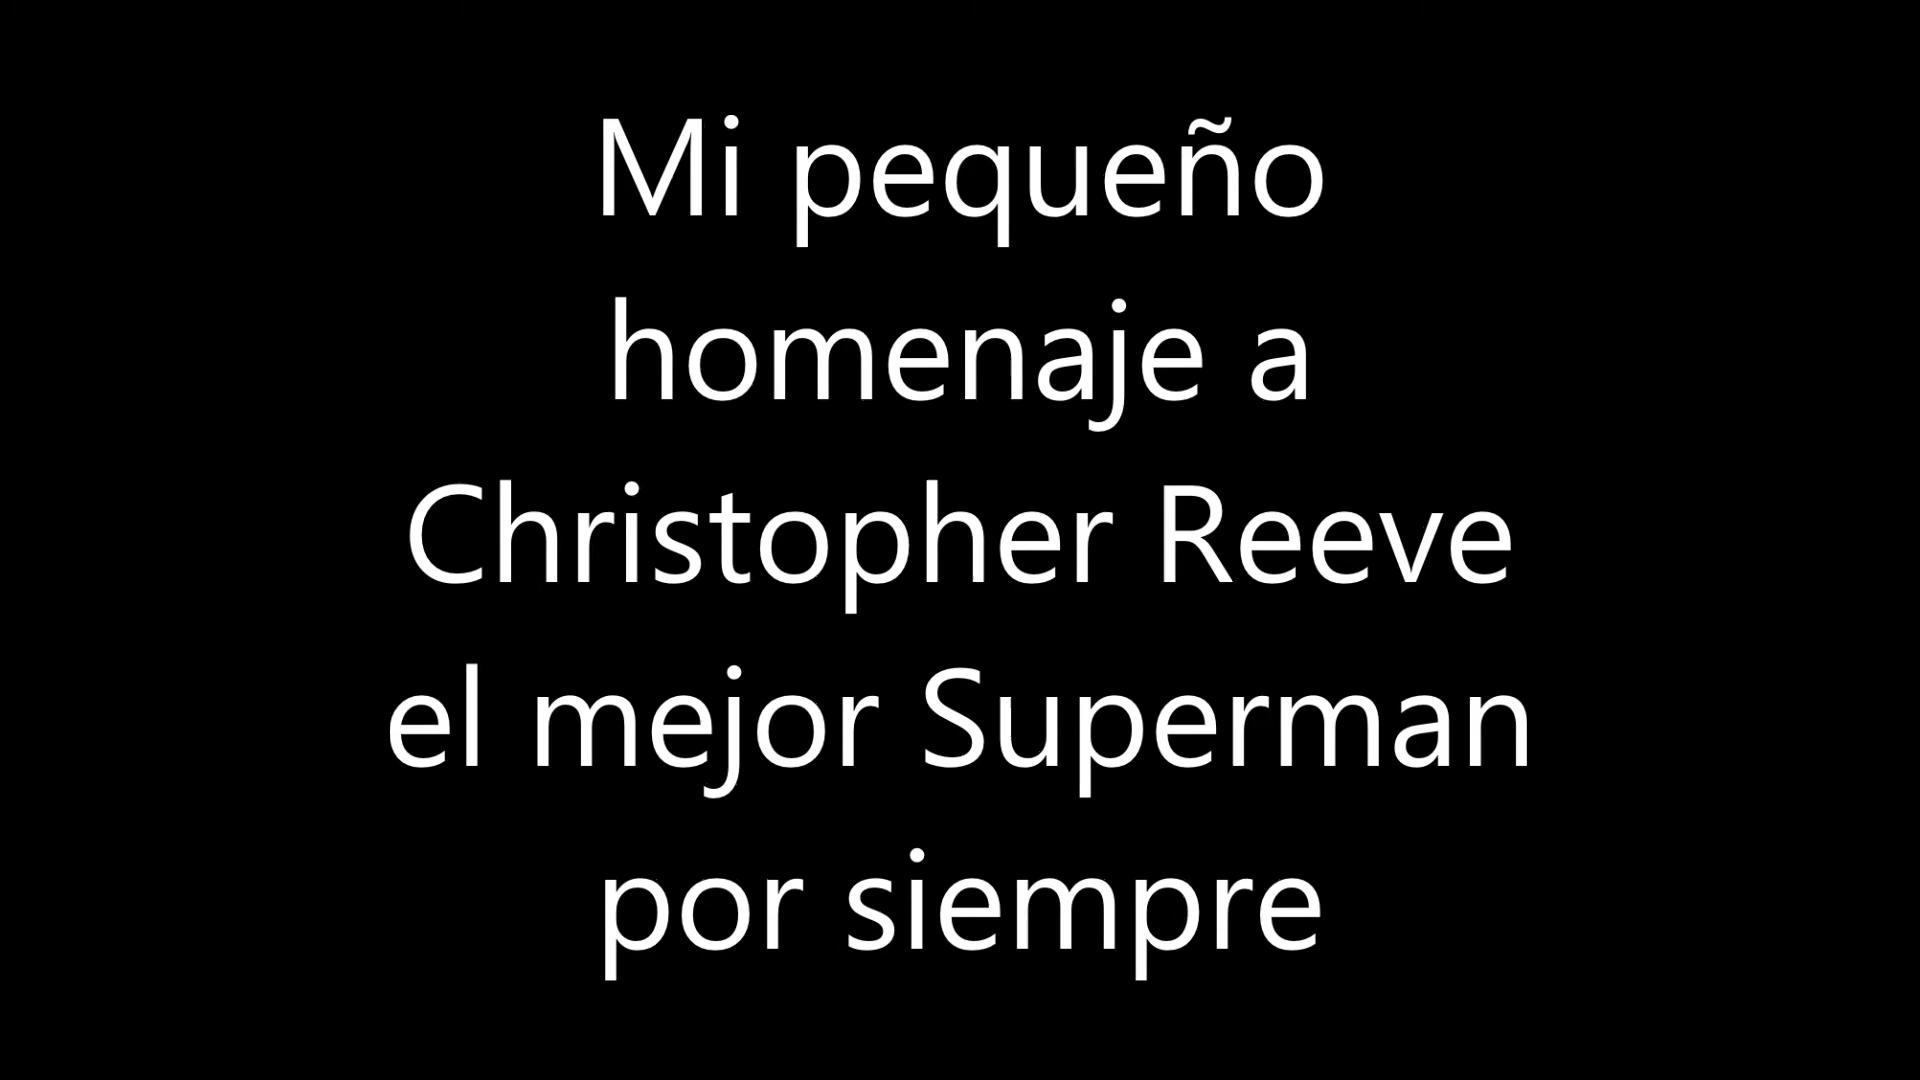 Mi pequeño
homenaje a
Christopher Reeve
el mejor Superman
por siempre